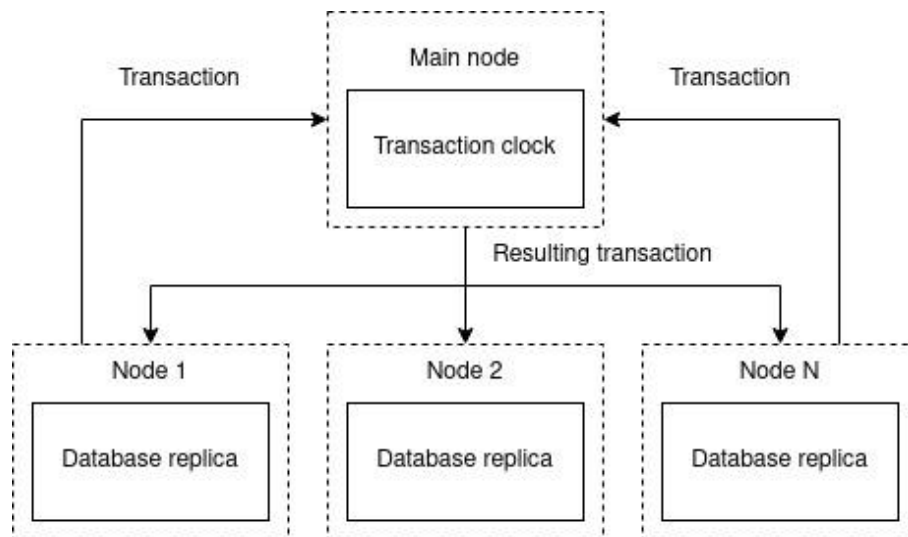 Main node
Transaction
Transaction
Transaction clock
Resulting transaction
Node 1
Node 2
Node N
Database replica
Database replica
Database replica